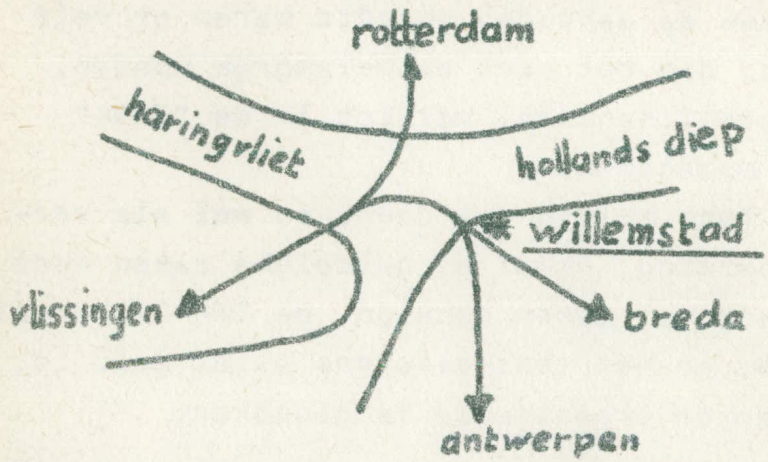 rotterdam
haringvliet
hollands diep
willemstad
vlissingen
breda
antwerpen